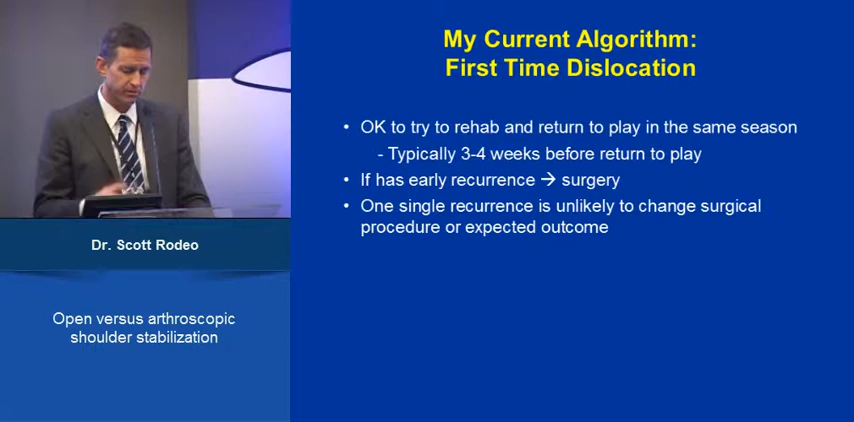 My Current Algorithm:
First Time Dislocation
• OK to try to rehab and return to play in the same season
- Typically 3-4 weeks before return to play
• If has early recurrence → surgery
• One single recurrence is unlikely to change surgical
procedure or expected outcome
Dr. Scott Rodeo
Open versus arthroscopic
shoulder stabilization